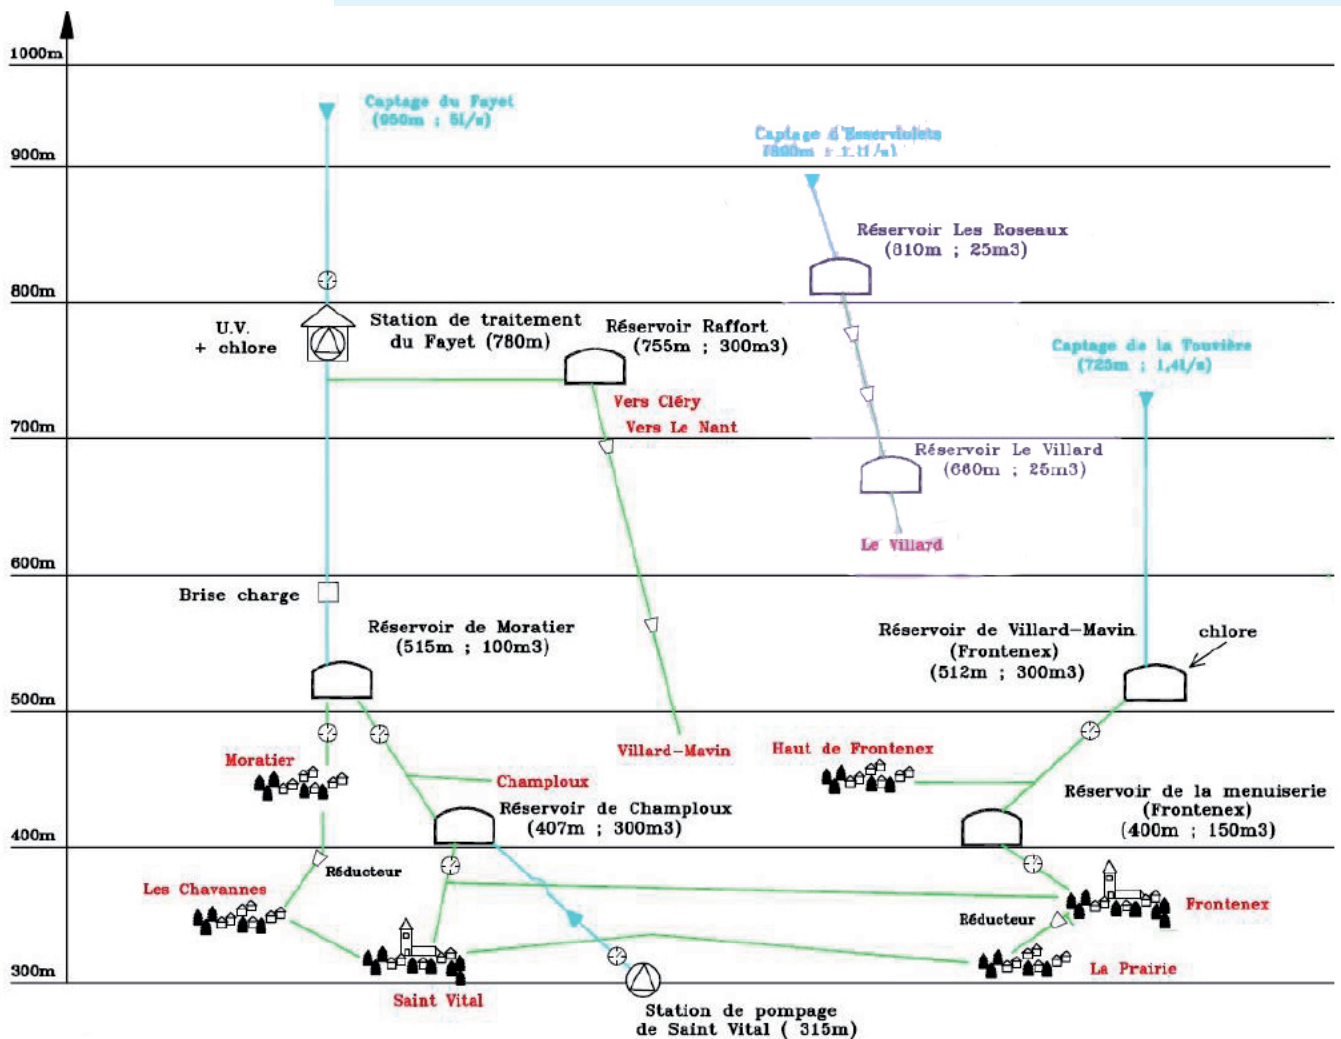 1000m
Captage du Fayet
(950m ; 5l/s)
Captage d'Esserviolets
900m
Réservoir Les Roseaux
(810m ; 25m3)
800m
U.V.
+ chlore
Station de traitement
du Fayet (780m)
Réservoir Raffort
(755m ; 300m3)
Captage de la Touvière
(725m ; 1,4l/s)
Vers Cléry
Vers Le Nant
700m
Réservoir Le Villard
(660m ; 25m3)
Le Villard
600m
Brise charge
Réservoir de Moratier
(515m ; 100m3)
Réservoir de Villard-Mavin
(Frontenex)
(512m ; 300m3)
chlore
500m
Moratier
Villard-Mavin
Haut de Frontenex
Champloux
Réservoir de Champloux
(407m ; 300m3)
Réservoir de la menuiserie
(Frontenex)
(400m ; 150m3)
400m
Réducteur
Les Chavannes
Frontenex
Réducteur
300m
La Prairie
Saint Vital
Station de pompage
de Saint Vital ( 315m)